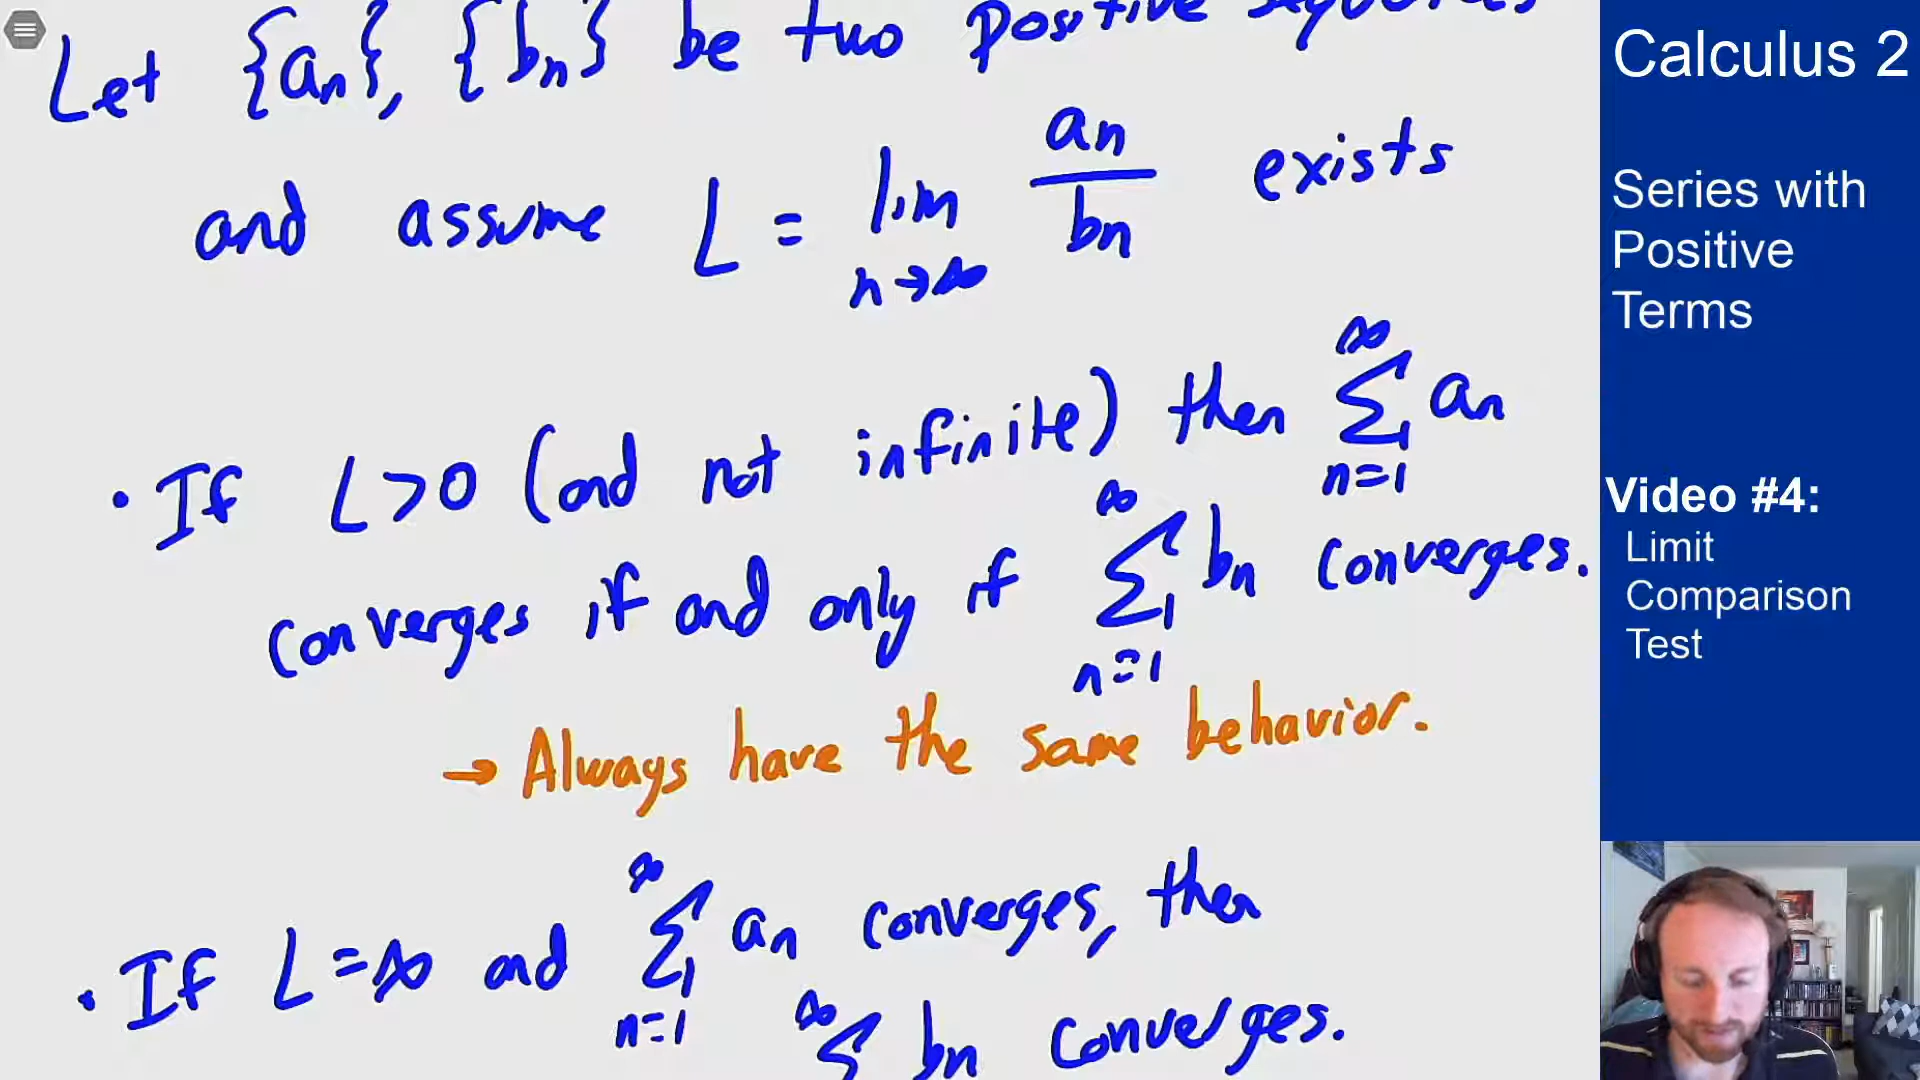 Let {an}, {bn} be two positive sequences
and assume L = lim n→∞ an/bn exists
• If L>0 (and not infinite) then ∑ n=1 ∞ an
converges if and only if ∑ n=1 ∞ bn converges.
→ Always have the same behavior.
• If L=∞ and ∑ n=1 ∞ an converges, then
∑ ∞ bn converges.
Calculus 2
Series with
Positive
Terms
Video #4:
Limit
Comparison
Test